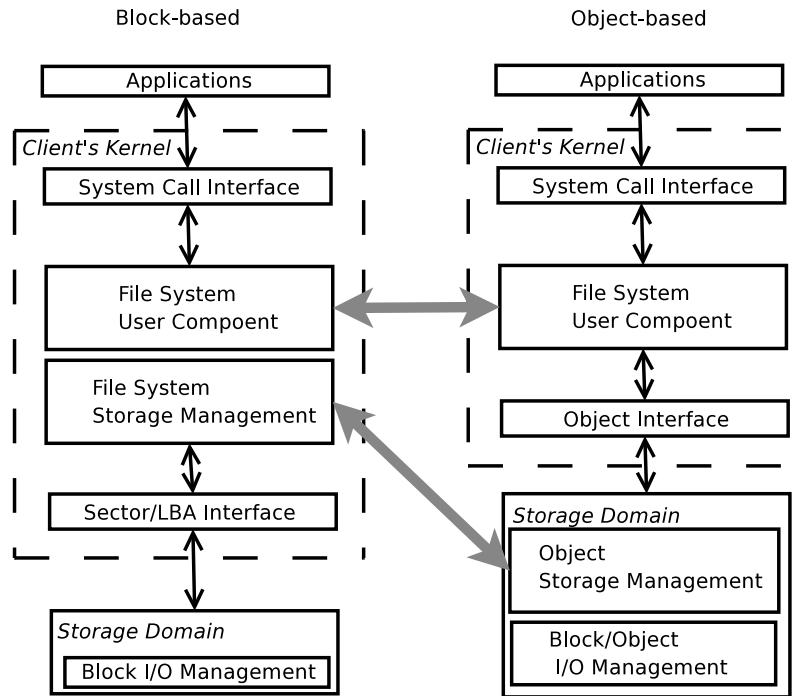 Block-based
Applications
Client's Kernel
System Call Interface
File System
User Compoent
File System
Storage Management
Sector/LBA Interface
Storage Domain
Block I/O Management
Object-based
Applications
Client's Kernel
System Call Interface
File System
User Compoent
Object Interface
Storage Domain
Object
Storage Management
Block/Object
I/O Management